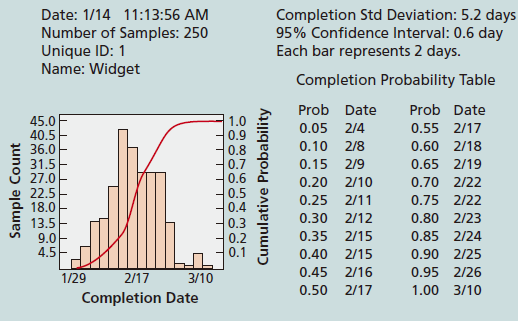 Date: 1/14 11:13:56 AM
Number of Samples: 250
Unique ID: 1
Name: Widget
Completion Std Deviation: 5.2 days
95% Confidence Interval: 0.6 day
Each bar represents 2 days.
Completion Probability Table
Prob Date Prob Date
0.05 2/4 0.55 2/17
0.10 2/8 0.60 2/18
0.15 2/9 0.65 2/19
0.20 2/10 0.70 2/22
0.25 2/11 0.75 2/22
0.30 2/12 0.80 2/23
0.35 2/15 0.85 2/24
0.40 2/15 0.90 2/25
0.45 2/16 0.95 2/26
0.50 2/17 1.00 3/10
Sample Count
45.0
40.5
36.0
31.5
27.0
22.5
18.0
13.5
9.0
4.5
1.0
0.9
0.8
0.7
0.6
0.5
0.4
0.3
0.2
0.1
Cumulative Probability
1/29 2/17 3/10
Completion Date